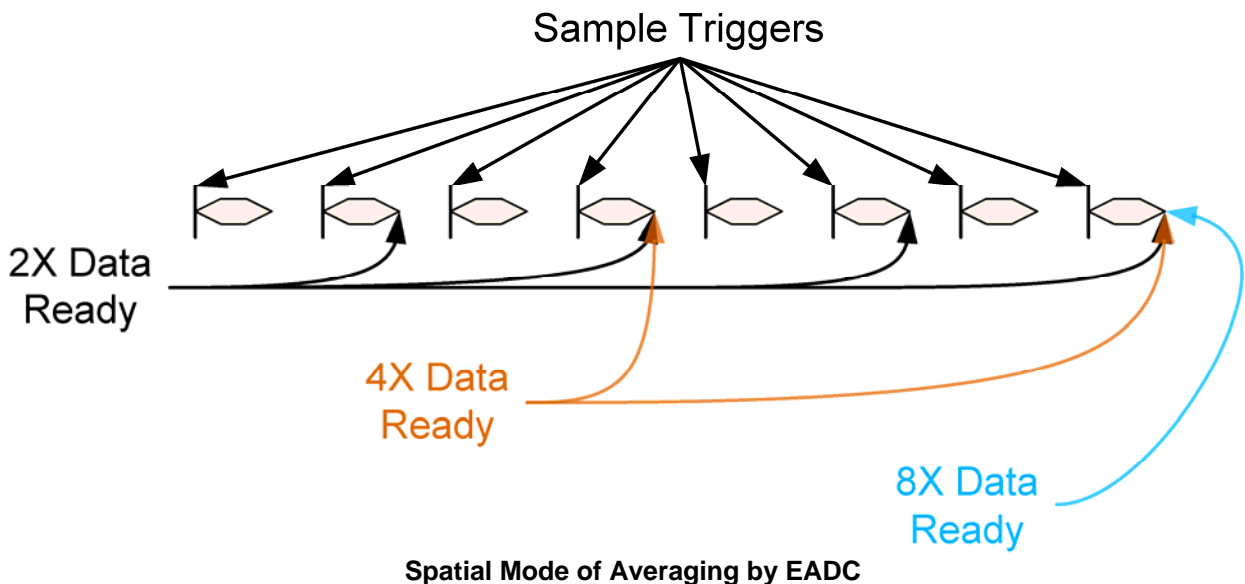 Sample Triggers
2X Data
Ready
4X Data
Ready
8X Data
Ready
Spatial Mode of Averaging by EADC